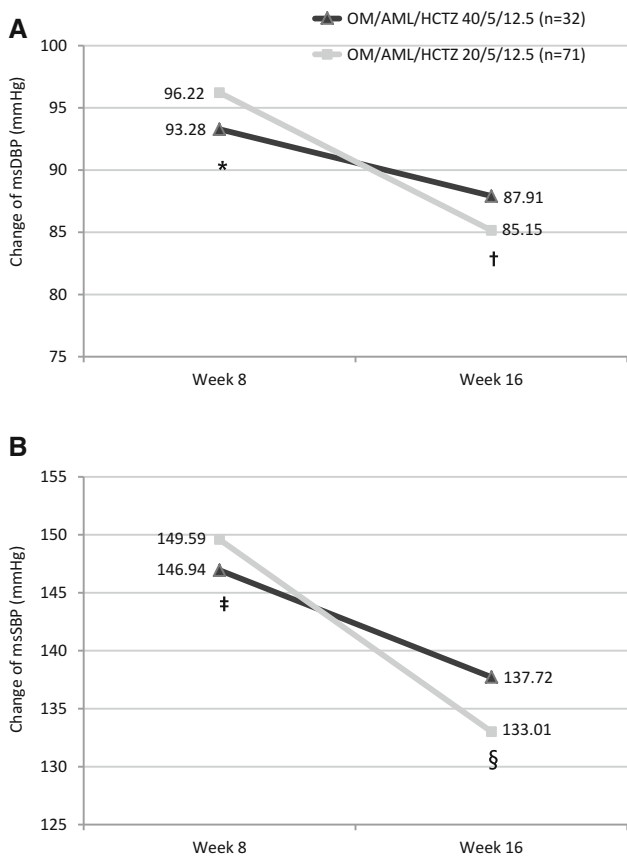 A
OM/AML/HCTZ 40/5/12.5 (n=32)
OM/AML/HCTZ 20/5/12.5 (n=71)
Change of msDBP (mmHg)
100
95
90
85
80
75
96.22
93.28
*
87.91
85.15
†
Week 8
Week 16
B
Change of msSBP (mmHg)
155
150
145
140
135
130
125
149.59
146.94
‡
137.72
133.01
§
Week 8
Week 16